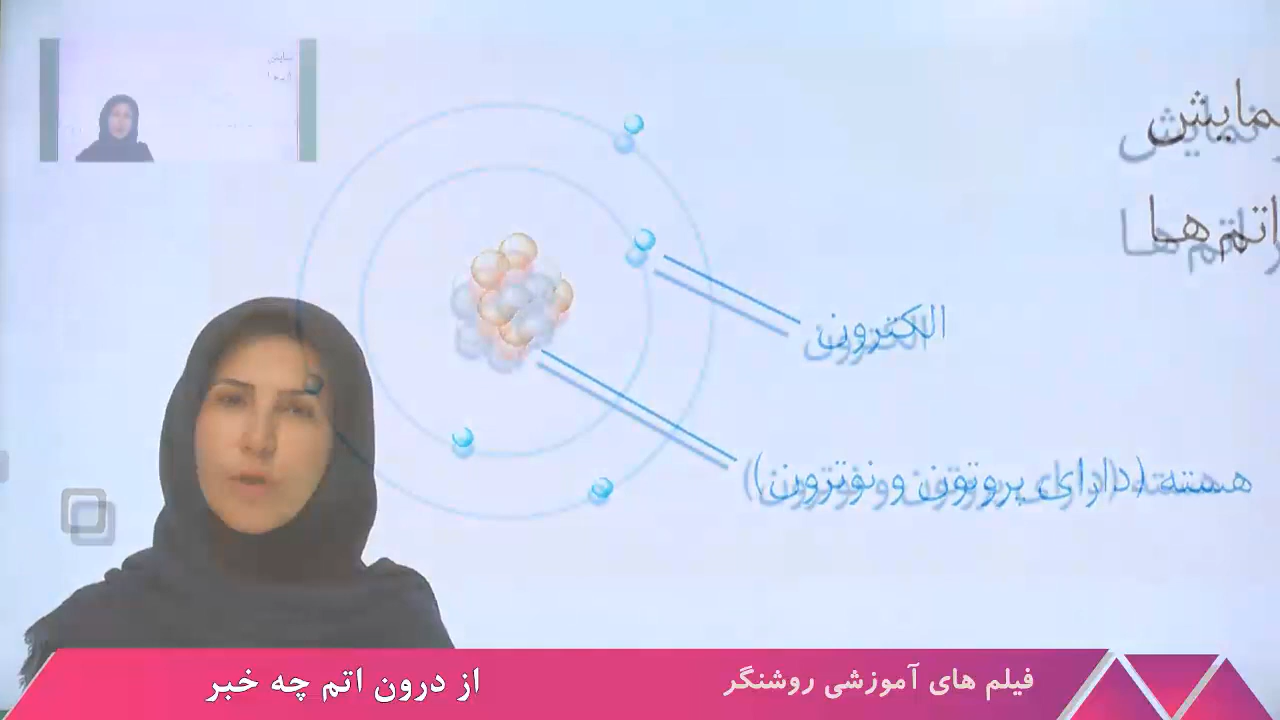 نمایش
اتم‌ها
الکترون
هسته (دارای پروتون و نوترون)
فیلم های آموزشی روشنگر
از درون اتم چه خبر